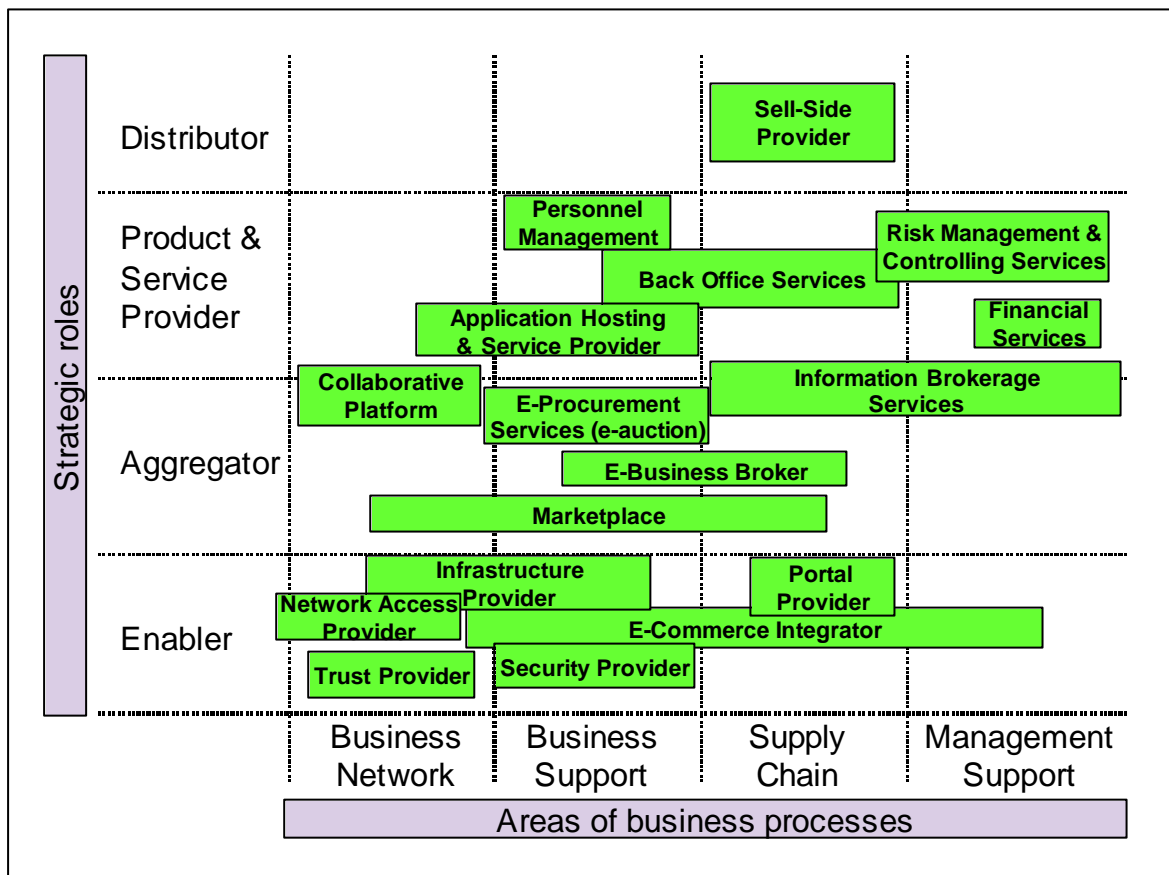 Strategic roles
Distributor
Sell-Side
Provider
Product &
Service
Provider
Personnel
Management
Risk Management &
Controlling Services
Back Office Services
Application Hosting
& Service Provider
Financial
Services
Collaborative
Platform
Information Brokerage
Services
Aggregator
E-Procurement
Services (e-auction)
E-Business Broker
Marketplace
Enabler
Infrastructure
Provider
Portal
Provider
Network Access
Provider
E-Commerce Integrator
Trust Provider
Security Provider
Business
Network
Business
Support
Supply
Chain
Management
Support
Areas of business processes